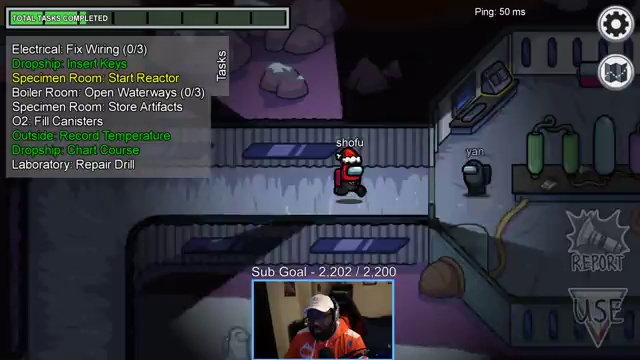 TOTAL TASKS COMPLETED
Ping: 50 ms
Electrical: Fix Wiring (0/3)
Dropship: Insert Keys
Specimen Room: Start Reactor
Boiler Room: Open Waterways (0/3)
Specimen Room: Store Artifacts
O2: Fill Canisters
Outside: Record Temperature
Dropship: Chart Course
Laboratory: Repair Drill
Tasks
shofu
yan
REPORT
USE
Sub Goal - 2,202 / 2,200